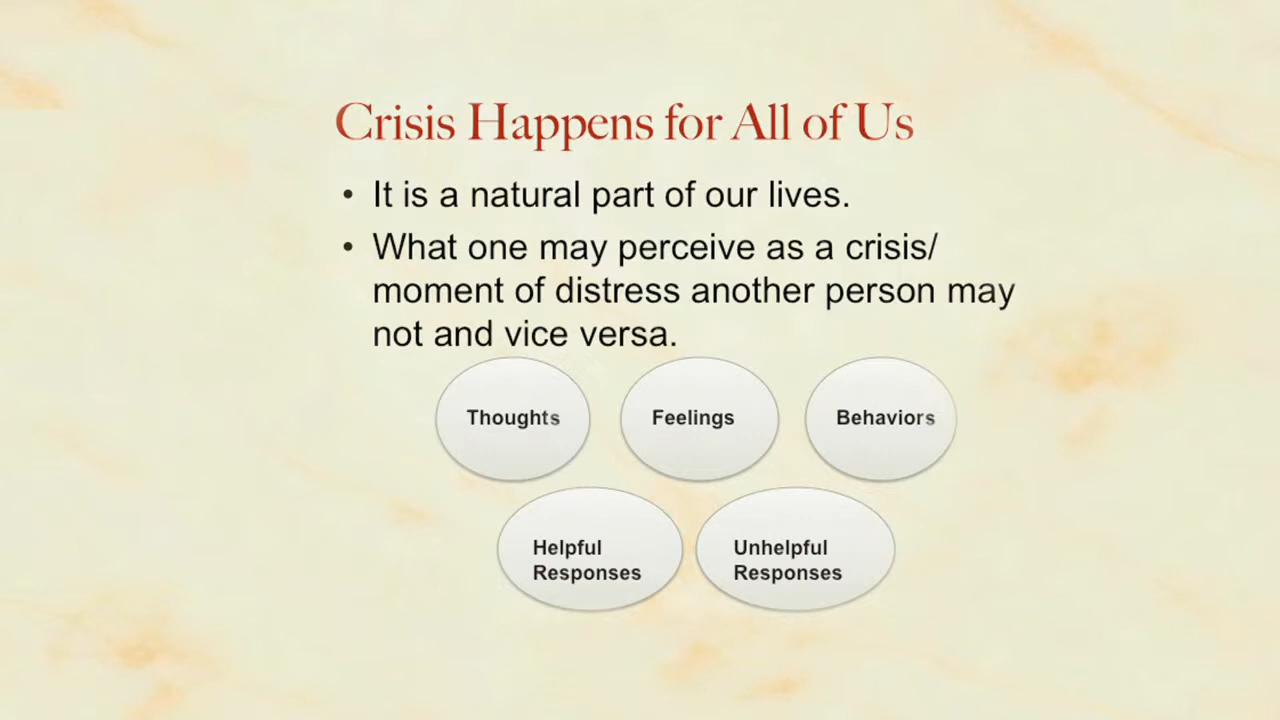 Crisis Happens for All of Us
• It is a natural part of our lives.
• What one may perceive as a crisis/
moment of distress another person may
not and vice versa.
Thoughts
Feelings
Behaviors
Helpful
Responses
Unhelpful
Responses